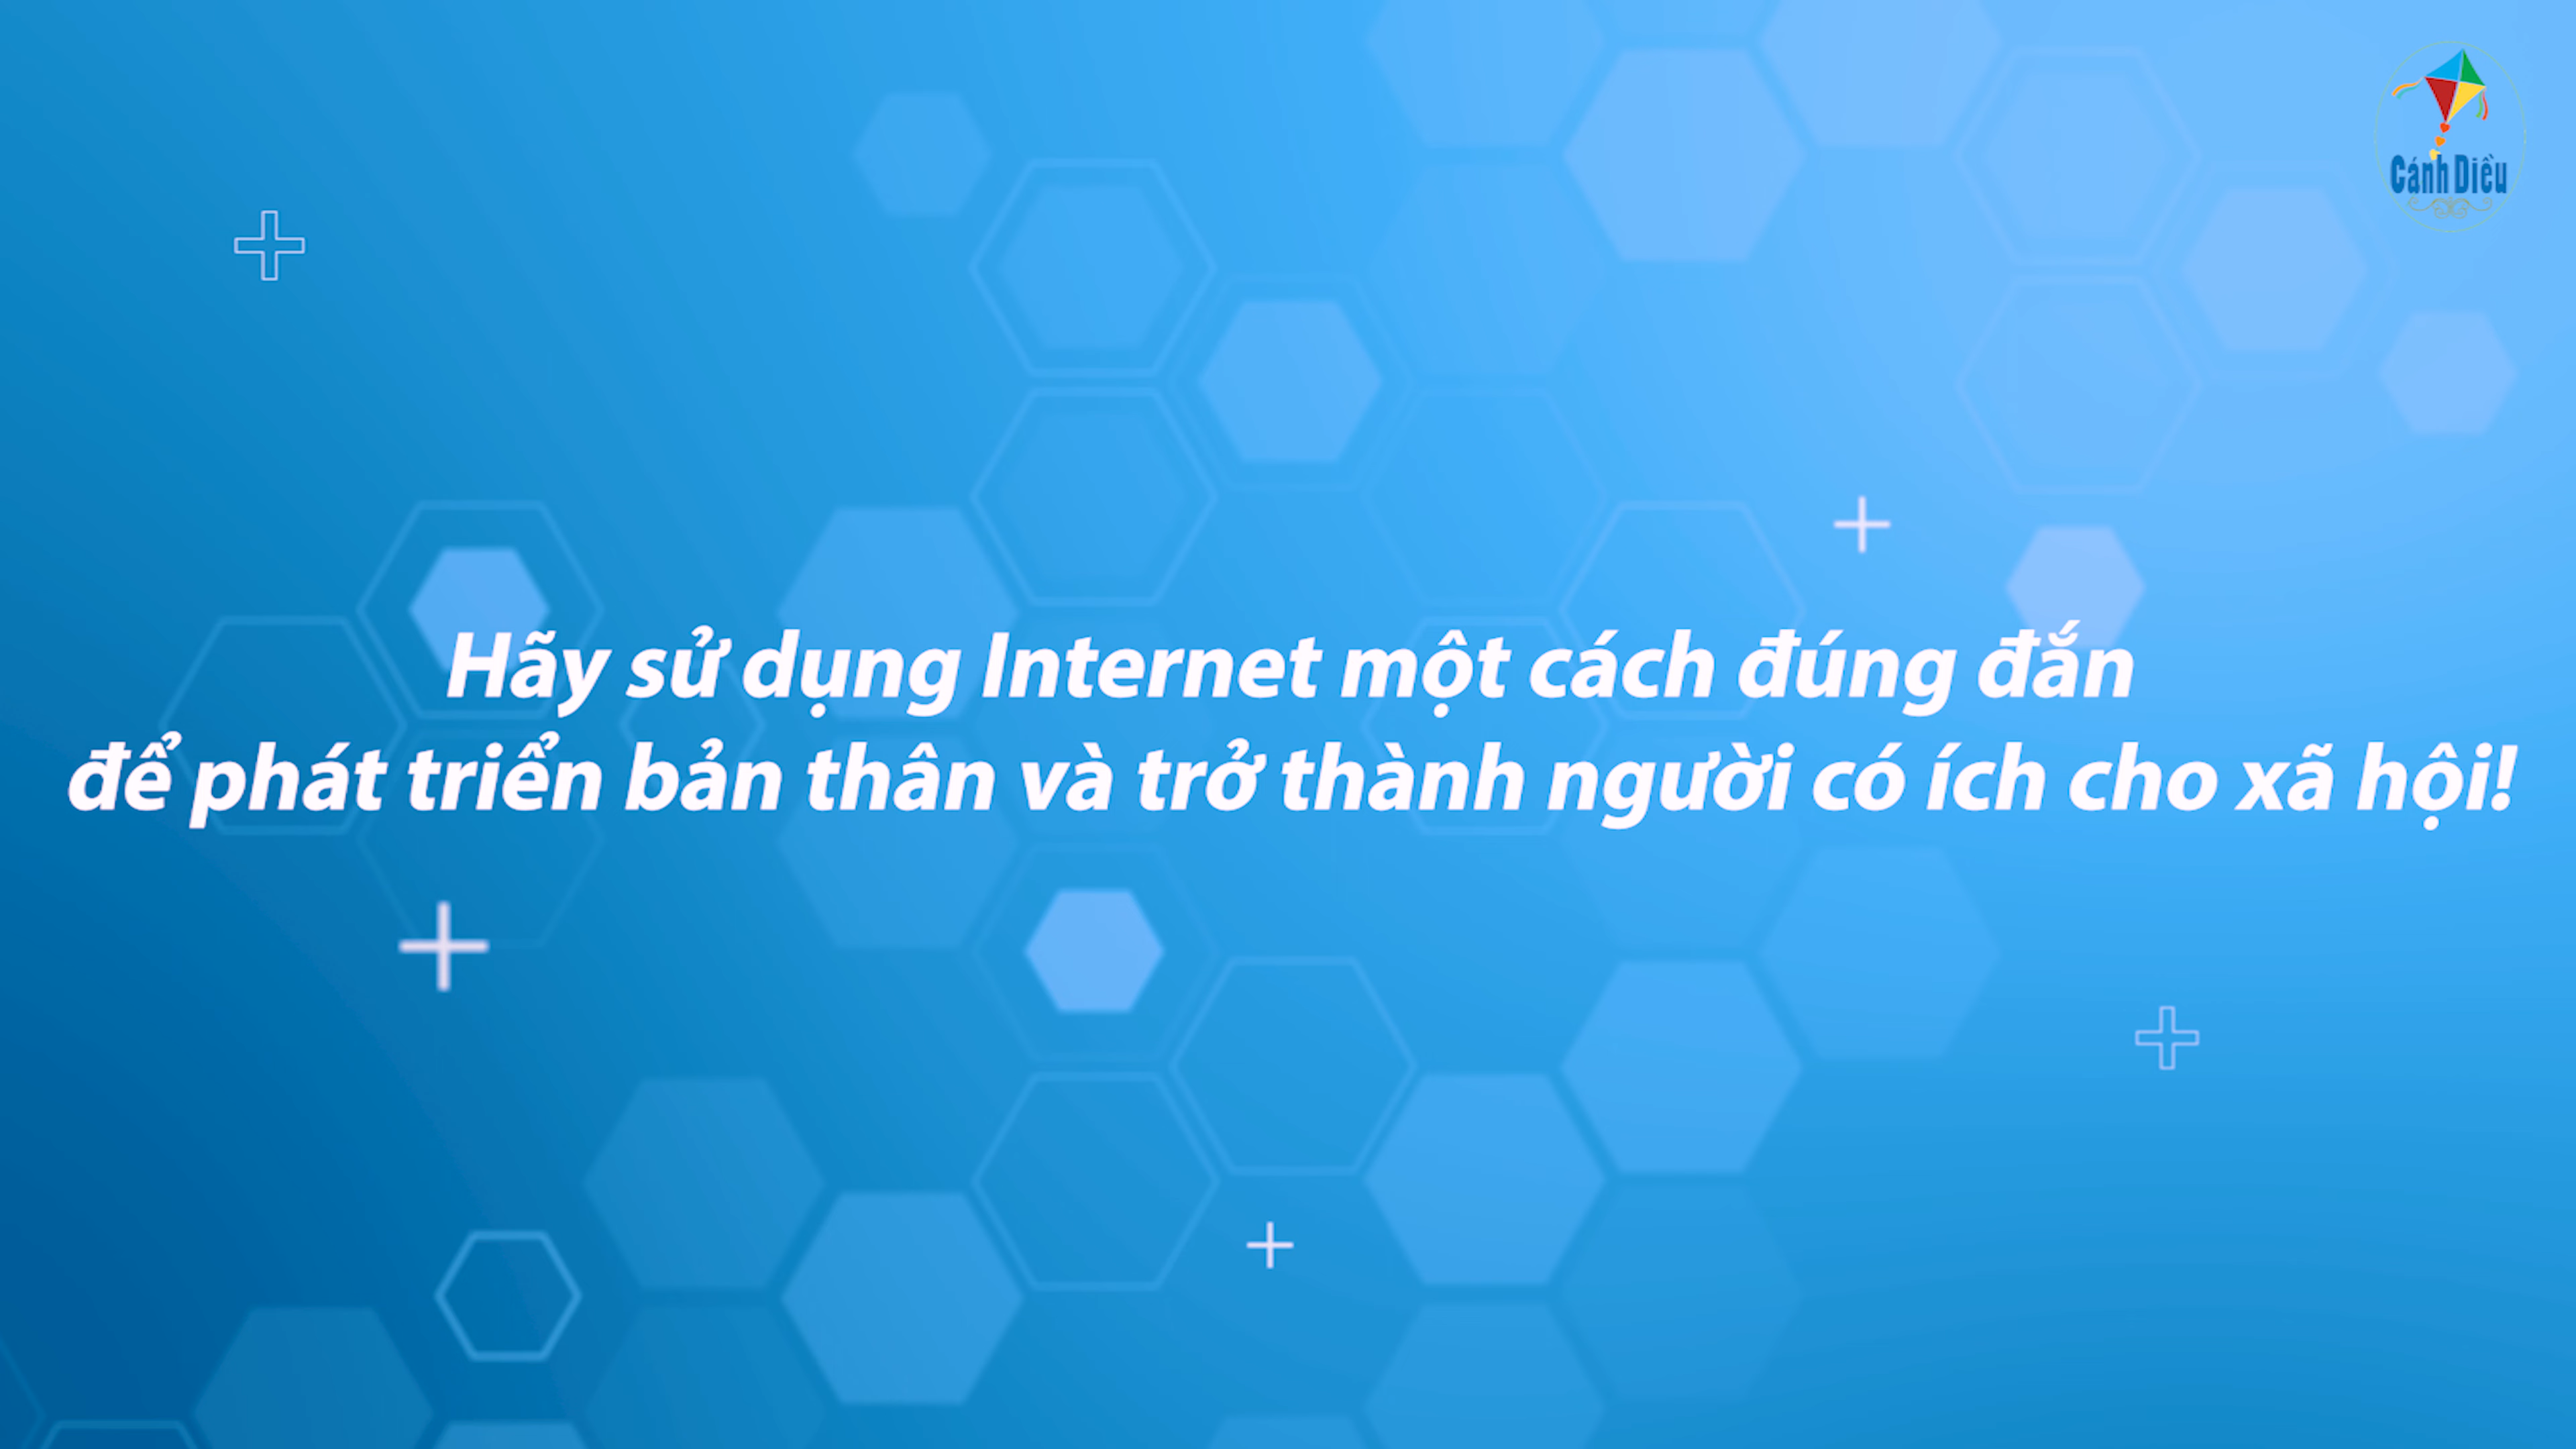 Cánh Diều
Hãy sử dụng Internet một cách đúng đắn
để phát triển bản thân và trở thành người có ích cho xã hội!